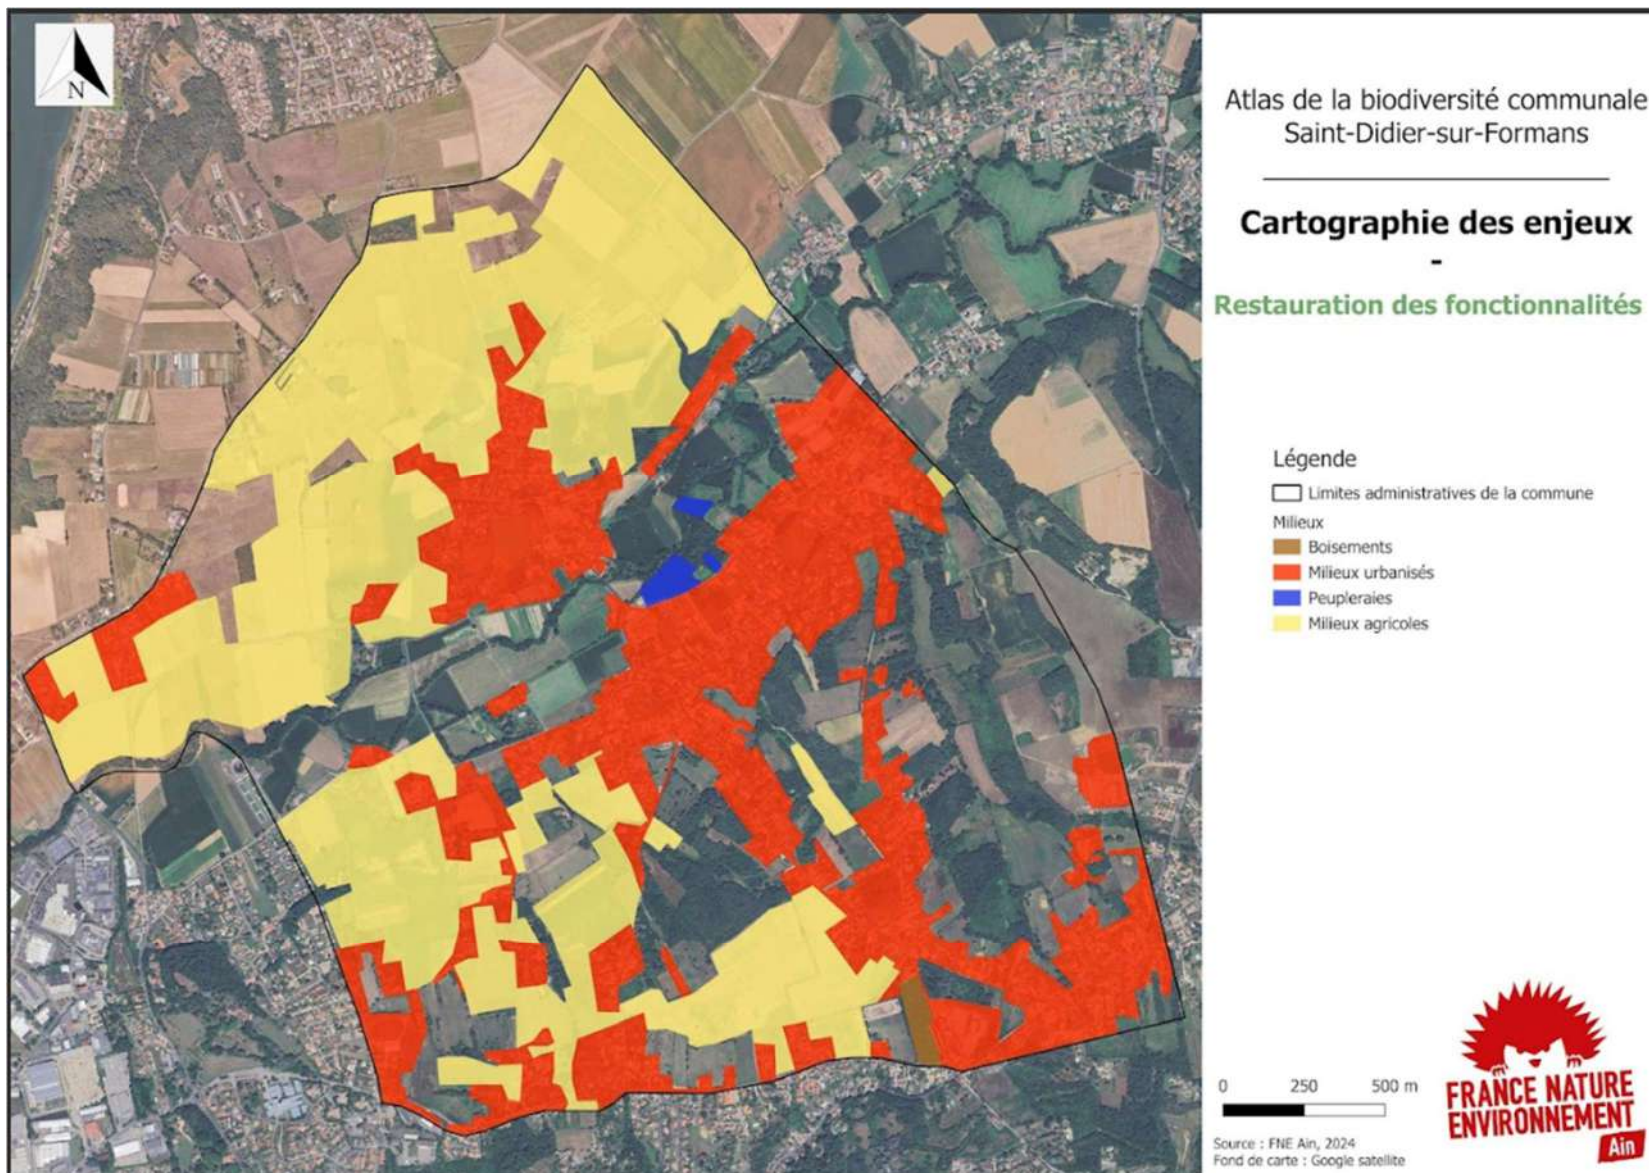 N
Atlas de la biodiversité communale
Saint-Didier-sur-Formans
Cartographie des enjeux
-
Restauration des fonctionnalités
Légende
Limites administratives de la commune
Milieux
Boisements
Milieux urbanisés
Peupleraies
Milieux agricoles
0 250 500 m
Source : FNE Ain, 2024
Fond de carte : Google satellite
FRANCE NATURE
ENVIRONNEMENT
Ain